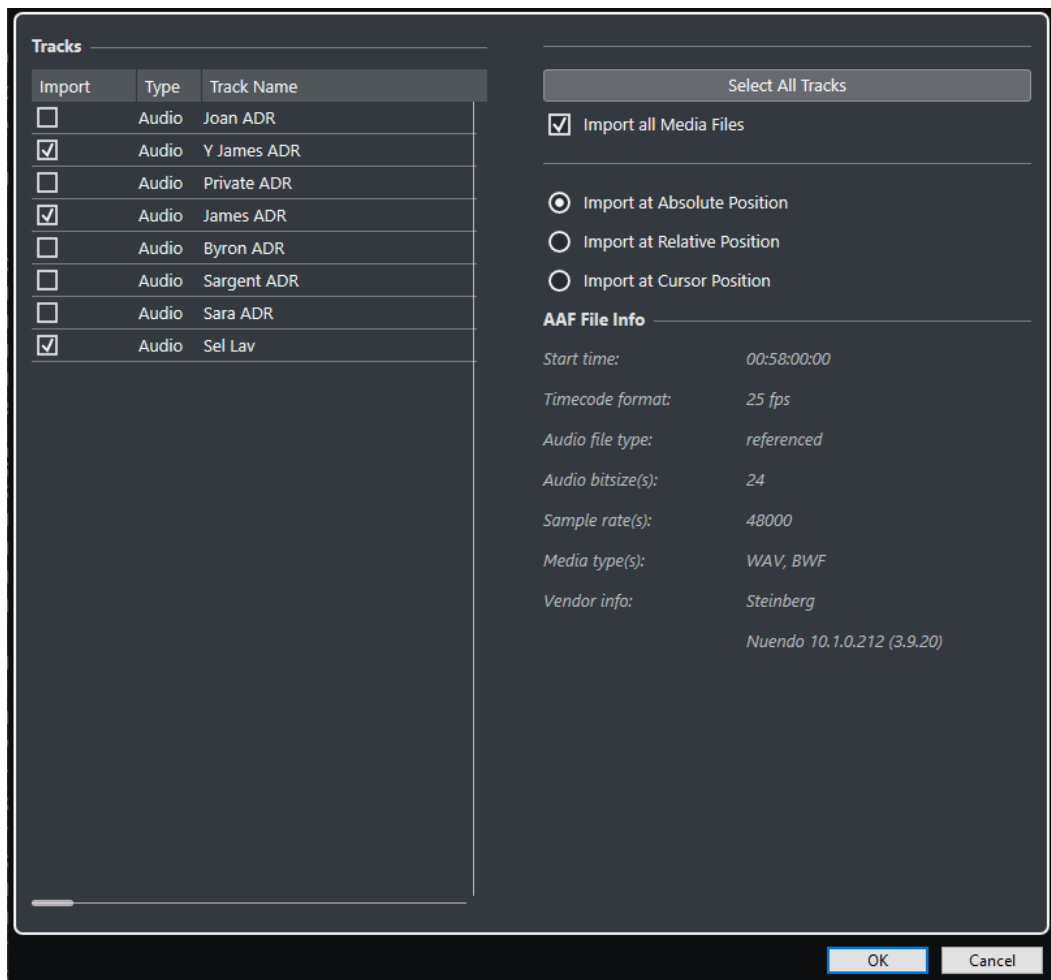 Tracks
Import Type Track Name
Audio Joan ADR
Audio Y James ADR
Audio Private ADR
Audio James ADR
Audio Byron ADR
Audio Sargent ADR
Audio Sara ADR
Audio Sel Lav
Select All Tracks
Import all Media Files
Import at Absolute Position
Import at Relative Position
Import at Cursor Position
AAF File Info
Start time: 00:58:00:00
Timecode format: 25 fps
Audio file type: referenced
Audio bitsize(s): 24
Sample rate(s): 48000
Media type(s): WAV, BWF
Vendor info: Steinberg
Nuendo 10.1.0.212 (3.9.20)
OK Cancel